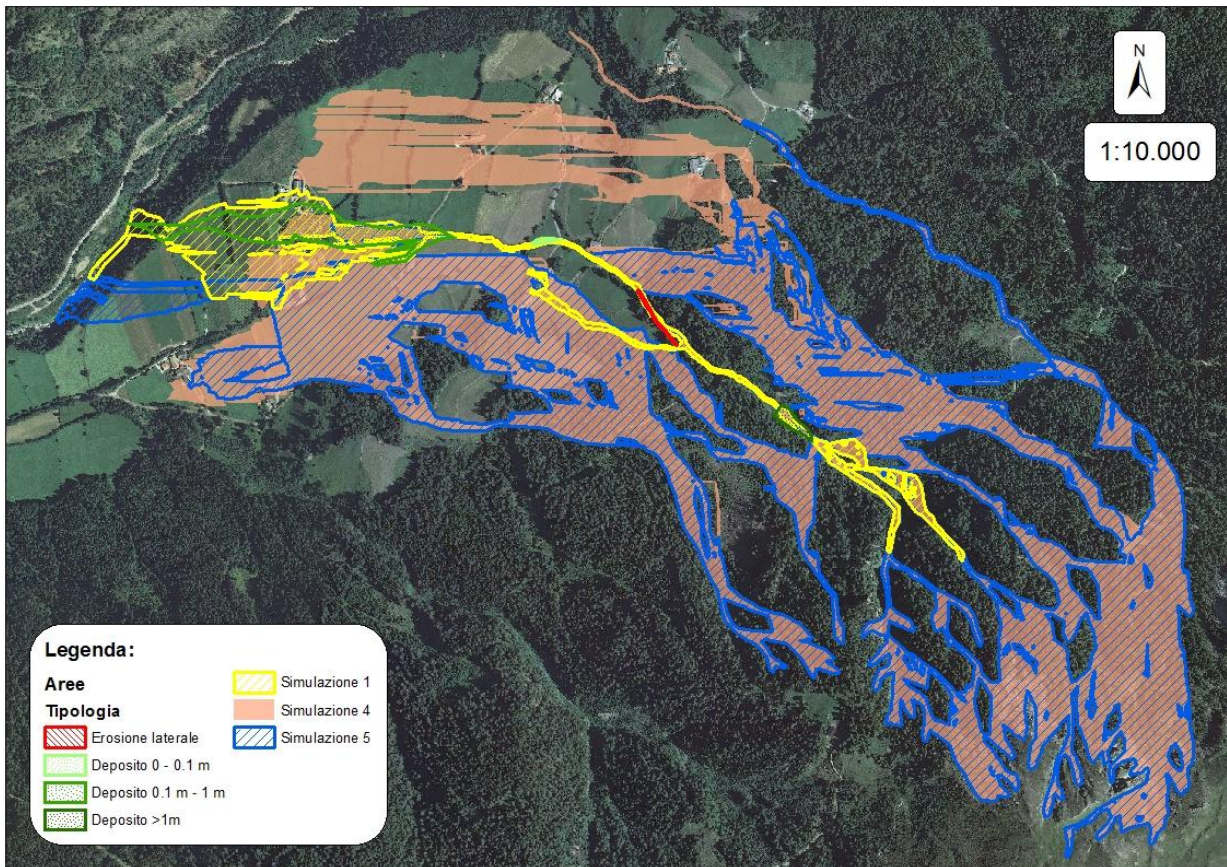 N
1:10.000
Legenda:
Aree
Tipologia
Erosione laterale
Deposito 0 - 0.1 m
Deposito 0.1 m - 1 m
Deposito >1m
Simulazione 1
Simulazione 4
Simulazione 5